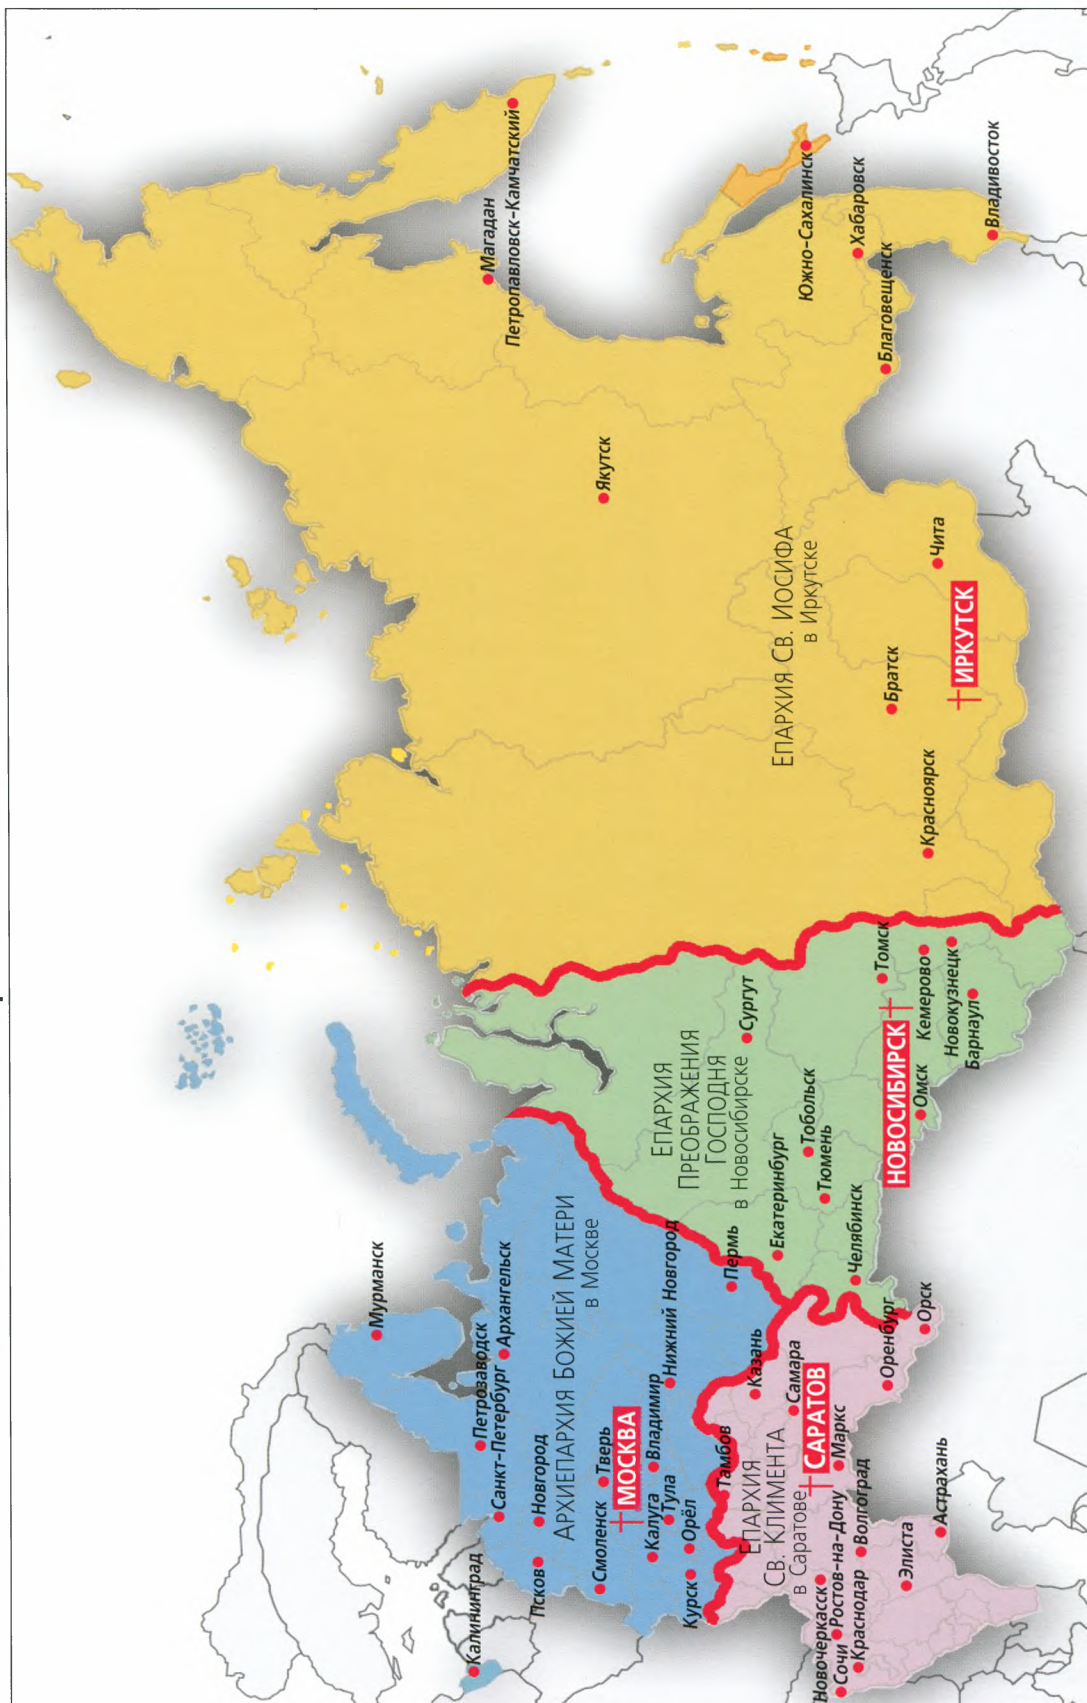 Мурманск
Калининград
Петрозаводск
Санкт-Петербург
Архангельск
Псков
Новгород
АРХИЕПАРХИЯ БОЖИЕЙ МАТЕРИ
в Москве
Смоленск
Тверь
МОСКВА
Калуга
Владимир
Тула
Нижний Новгород
Курск
Орёл
Пермь
Тамбов
Казань
ЕПАРХИЯ
СВ. КЛИМЕНТА
в Саратове
Самара
САРАТОВ
Маркс
Новочеркасск
Сочи
Ростов-на-Дону
Краснодар
Волгоград
Оренбург
Орск
Элиста
Астрахань
ЕПАРХИЯ
ПРЕОБРАЖЕНИЯ
ГОСПОДНЯ
в Новосибирске
Сургут
Екатеринбург
Тобольск
Тюмень
Челябинск
НОВОСИБИРСК
Томск
Омск
Кемерово
Новокузнецк
Барнаул
Магадан
Петропавловск-Камчатский
Якутск
ЕПАРХИЯ СВ. ИОСИФА
в Иркутске
Южно-Сахалинск
Хабаровск
Благовещенск
Братск
Красноярск
Чита
ИРКУТСК
Владивосток